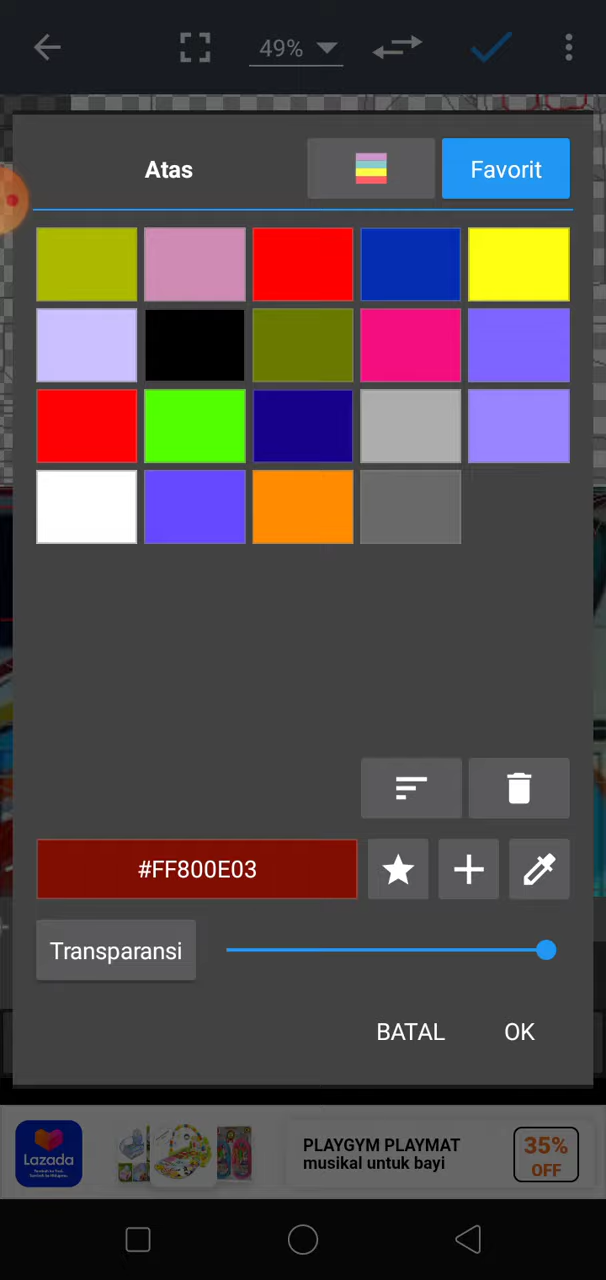 49%
Atas
Favorit
#FF800E03
Transparansi
BATAL
OK
Lazada
PLAYGYM PLAYMAT
musikal untuk bayi
35%
OFF